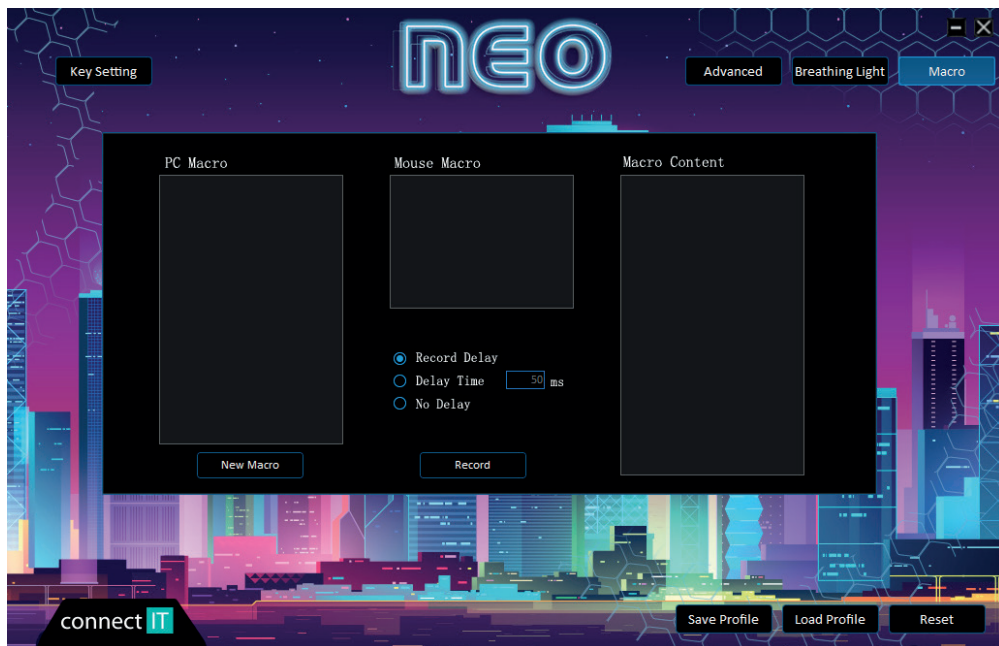 NEO
Key Setting
Advanced
Breathing Light
Macro
PC Macro
Mouse Macro
Macro Content
Record Delay
Delay Time 50 ms
No Delay
New Macro
Record
connect IT
Save Profile
Load Profile
Reset